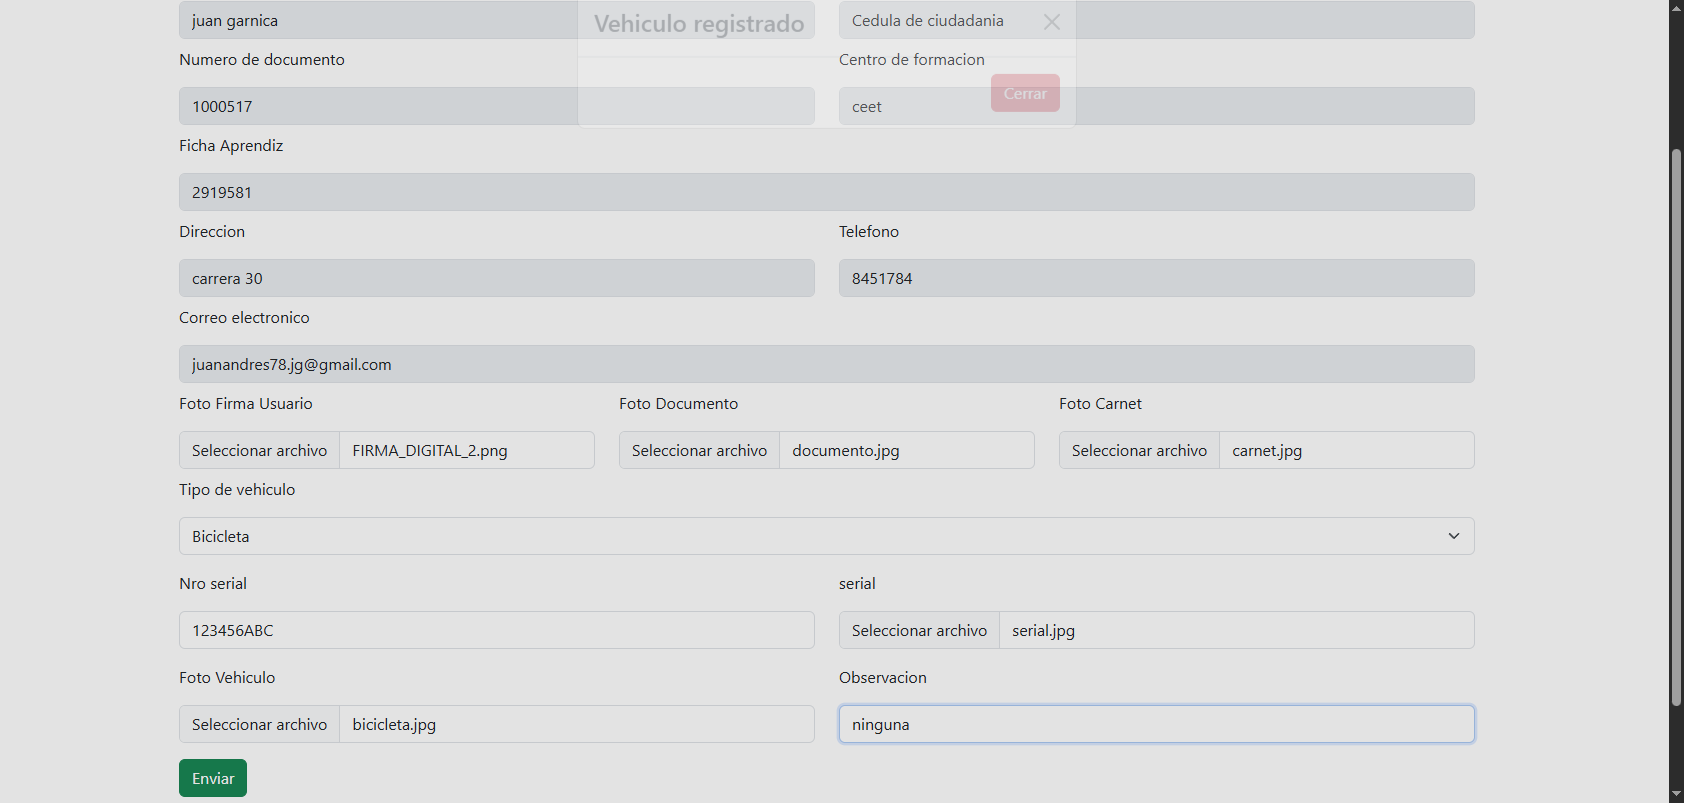 juan garnica
Cedula de ciudadania
Vehiculo registrado
Numero de documento
Centro de formacion
1000517
ceet
Cerrar
Ficha Aprendiz
2919581
Direccion
Telefono
carrera 30
8451784
Correo electronico
juanandres78.jg@gmail.com
Foto Firma Usuario
Foto Documento
Foto Carnet
Seleccionar archivo FIRMA_DIGITAL_2.png
Seleccionar archivo documento.jpg
Seleccionar archivo carnet.jpg
Tipo de vehiculo
Bicicleta
Nro serial
serial
123456ABC
Seleccionar archivo serial.jpg
Foto Vehiculo
Observacion
Seleccionar archivo bicicleta.jpg
ninguna
Enviar